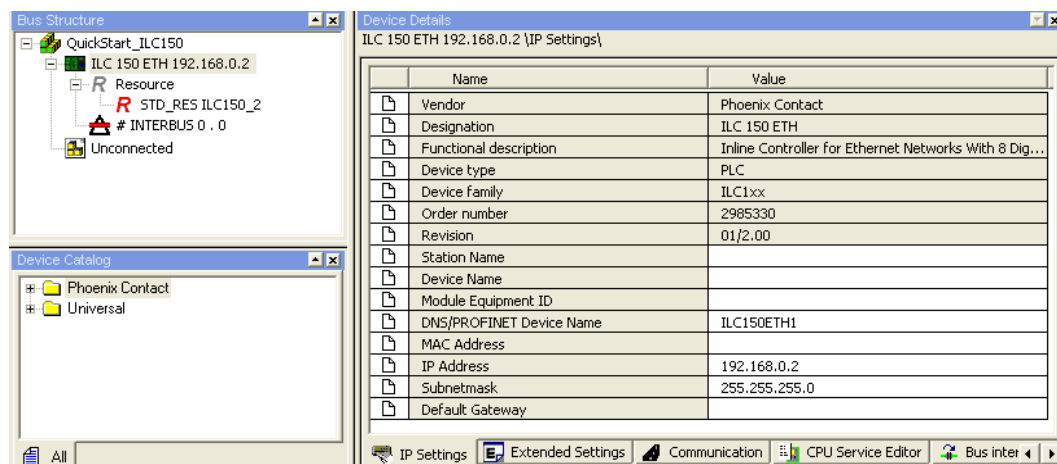 Bus Structure
QuickStart_ILC150
ILC 150 ETH 192.168.0.2
R Resource
R STD_RES ILC150_2
# INTERBUS 0 . 0
Unconnected
Device Catalog
Phoenix Contact
Universal
All
Device Details
ILC 150 ETH 192.168.0.2 \IP Settings\
Name Value
Vendor Phoenix Contact
Designation ILC 150 ETH
Functional description Inline Controller for Ethernet Networks With 8 Dig...
Device type PLC
Device family ILC1xx
Order number 2985330
Revision 01/2.00
Station Name
Device Name
Module Equipment ID
DNS/PROFINET Device Name ILC150ETH1
MAC Address
IP Address 192.168.0.2
Subnetmask 255.255.255.0
Default Gateway
IP Settings Extended Settings Communication CPU Service Editor Bus inter